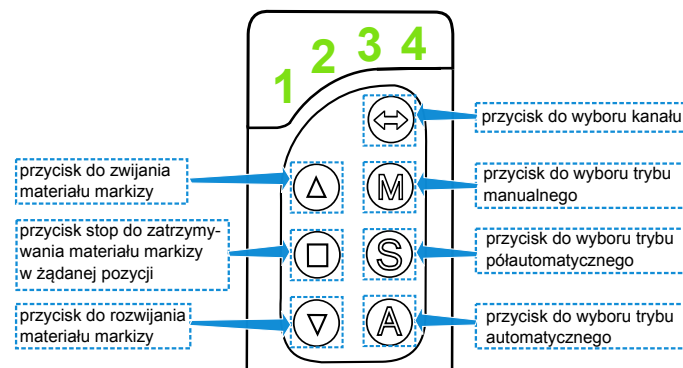 1 2 3 4
przycisk do wyboru kanału
przycisk do zwijania
materiału markizy
M
przycisk do wyboru trybu
manualnego
przycisk stop do zatrzymy-
wania materiału markizy
w żądanej pozycji
S
przycisk do wyboru trybu
półautomatycznego
przycisk do rozwijania
materiału markizy
A
przycisk do wyboru trybu
automatycznego